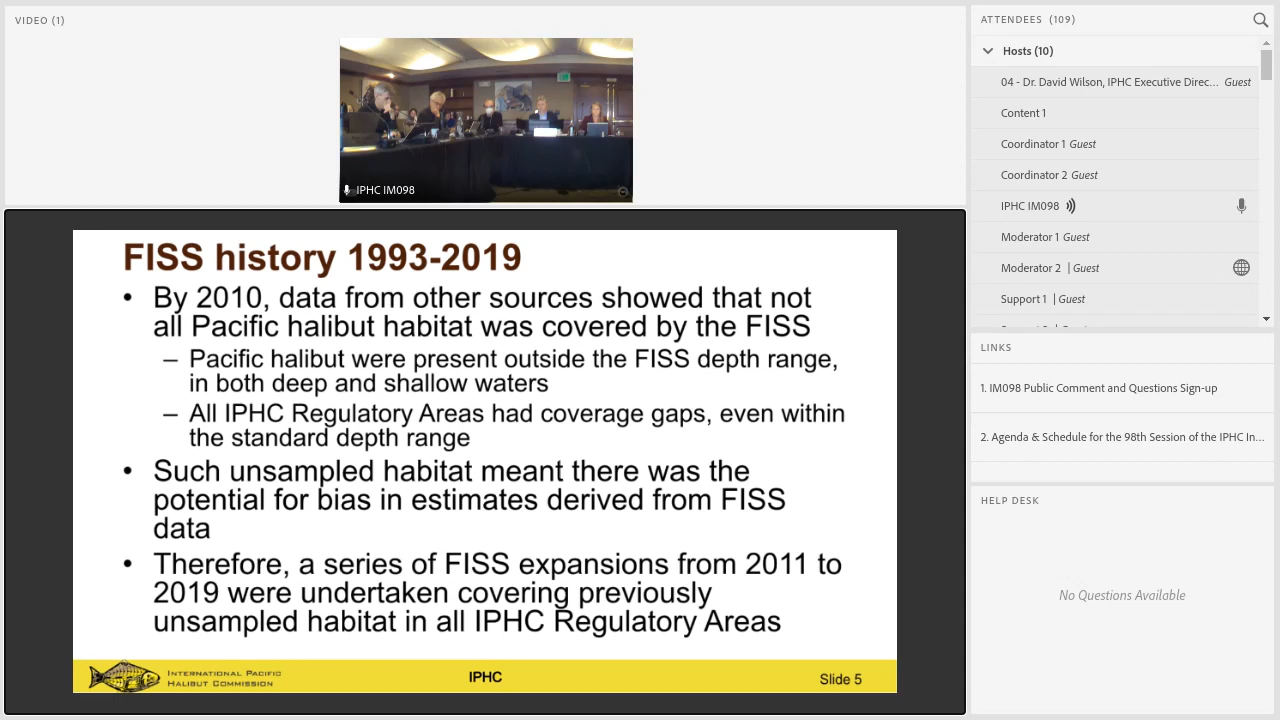 VIDEO (1)
IPHC IM098
FISS history 1993-2019
• By 2010, data from other sources showed that not
all Pacific halibut habitat was covered by the FISS
– Pacific halibut were present outside the FISS depth range,
in both deep and shallow waters
– All IPHC Regulatory Areas had coverage gaps, even within
the standard depth range
• Such unsampled habitat meant there was the
potential for bias in estimates derived from FISS
data
• Therefore, a series of FISS expansions from 2011 to
2019 were undertaken covering previously
unsampled habitat in all IPHC Regulatory Areas
INTERNATIONAL PACIFIC
HALIBUT COMMISSION
IPHC
Slide 5
ATTENDEES (109)
Hosts (10)
04 - Dr. David Wilson, IPHC Executive Direc... Guest
Content 1
Coordinator 1 Guest
Coordinator 2 Guest
IPHC IM098
Moderator 1 Guest
Moderator 2 | Guest
Support 1 | Guest
LINKS
1. IM098 Public Comment and Questions Sign-up
2. Agenda & Schedule for the 98th Session of the IPHC In...
HELP DESK
No Questions Available